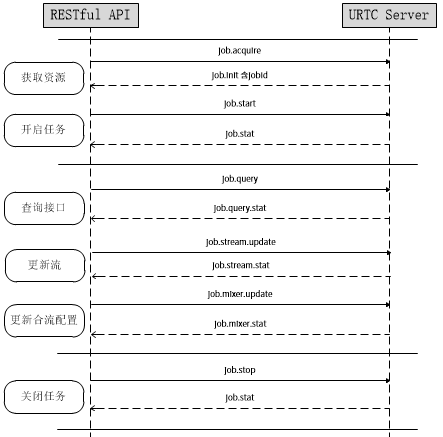 RESTful API
URTC Server
job.acquire
获取资源
job.init 含jobid
job.start
开启任务
job.stat
job.query
查询接口
job.query.stat
job.stream.update
更新流
job.stream.stat
job.mixer.update
更新合流配置
job.mixer.stat
job.stop
关闭任务
job.stat